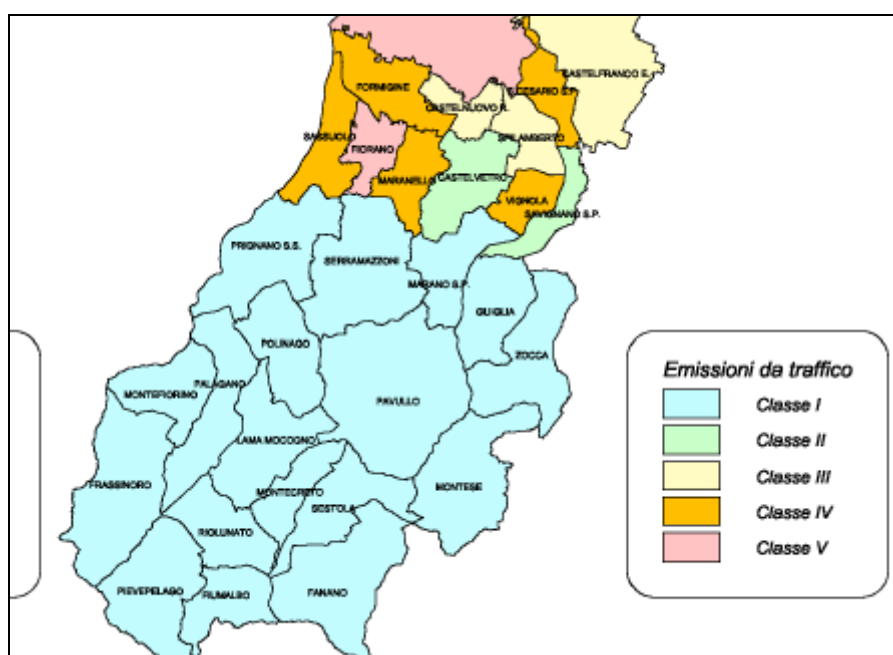 CASTELFRANCO E.
FORMIGINE
S.CESARIO S.P.
CASTELNUOVO R.
SASSUOLO
SPILAMBERTO
FIORANO
MARANELLO
CASTELVETRO
VIGNOLA
SAVIGNANO S.P.
PRIGNANO S.S.
SERRAMAZZONI
MARANO S.P.
GUIGLIA
POLINAGO
ZOCCA
PALAGANO
MONTEFIORINO
PAVULLO
LAMA MOCOGNO
FRASSINORO
MONTECRETO
MONTESE
SESTOLA
RIOLUNATO
PIEVEPELAGO
FIUMALBO
FANANO
Emissioni da traffico
Classe I
Classe II
Classe III
Classe IV
Classe V